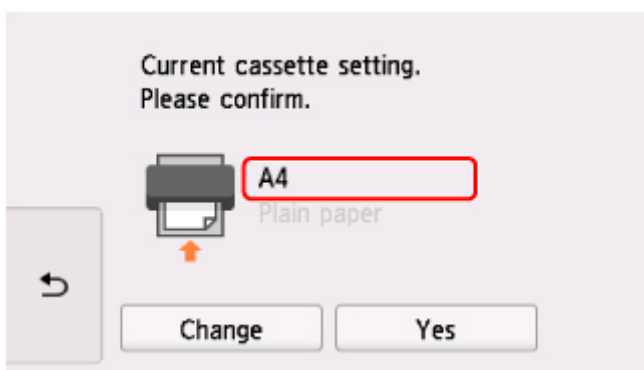 Current cassette setting.
Please confirm.
A4
Plain paper
Change
Yes